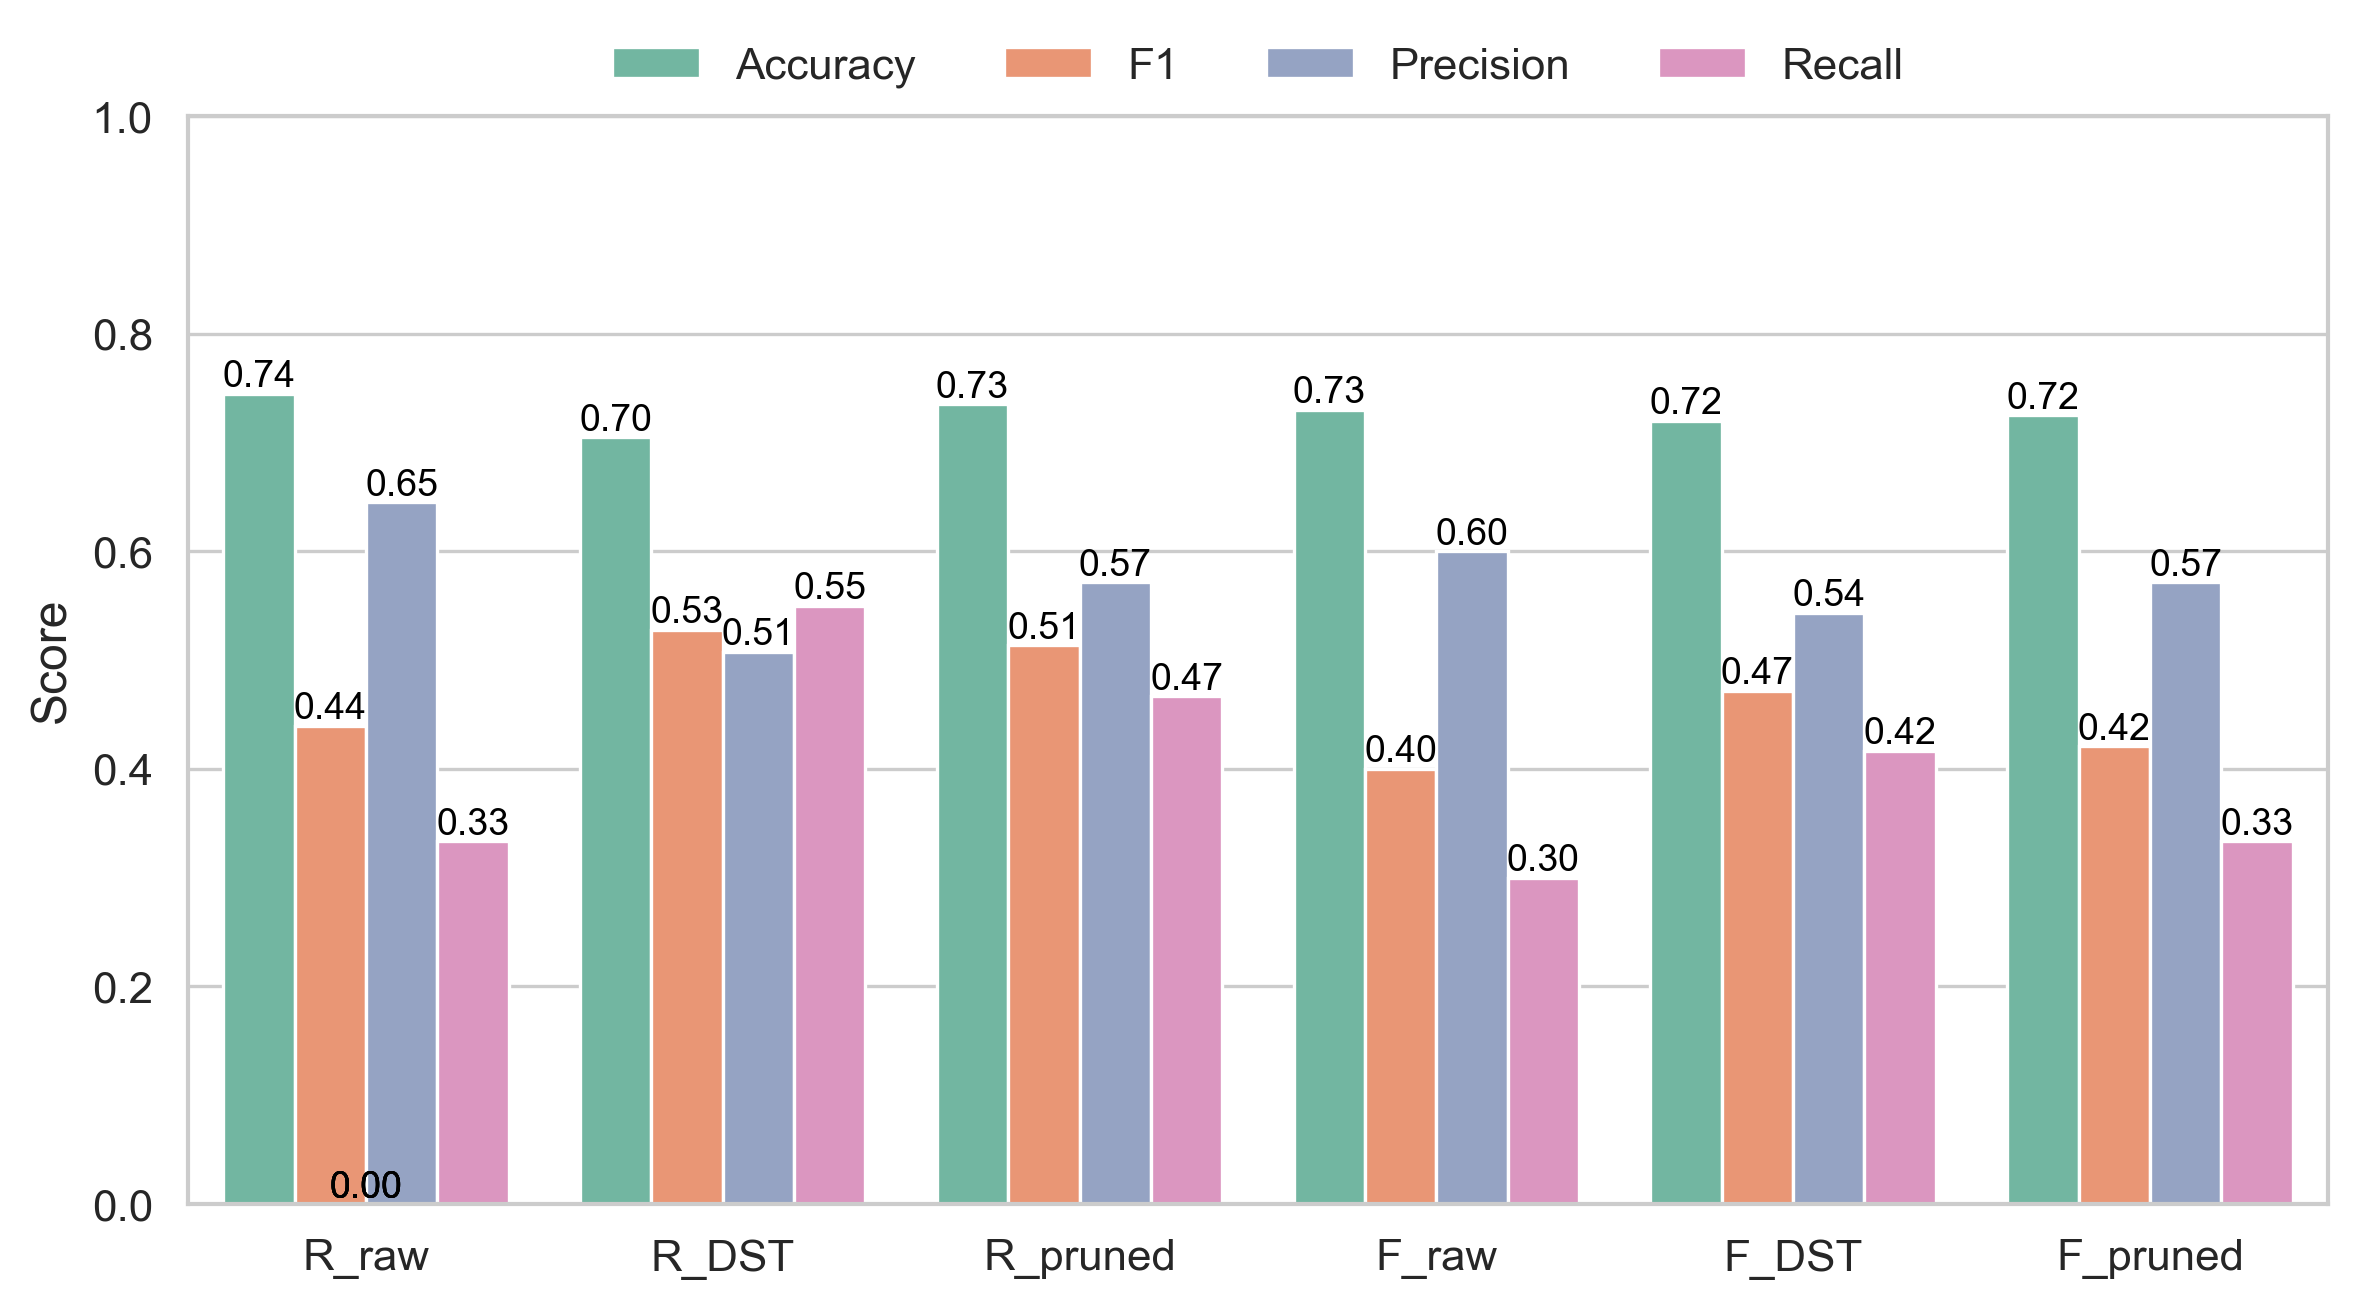 Accuracy F1 Precision Recall
1.0
0.8
0.6
0.4
0.2
0.0
Score
0.74 0.44 0.65 0.33
0.00
0.70 0.53 0.51 0.55
0.73 0.51 0.57 0.47
0.73 0.40 0.60 0.30
0.72 0.47 0.54 0.42
0.72 0.42 0.57 0.33
R_raw R_DST R_pruned F_raw F_DST F_pruned